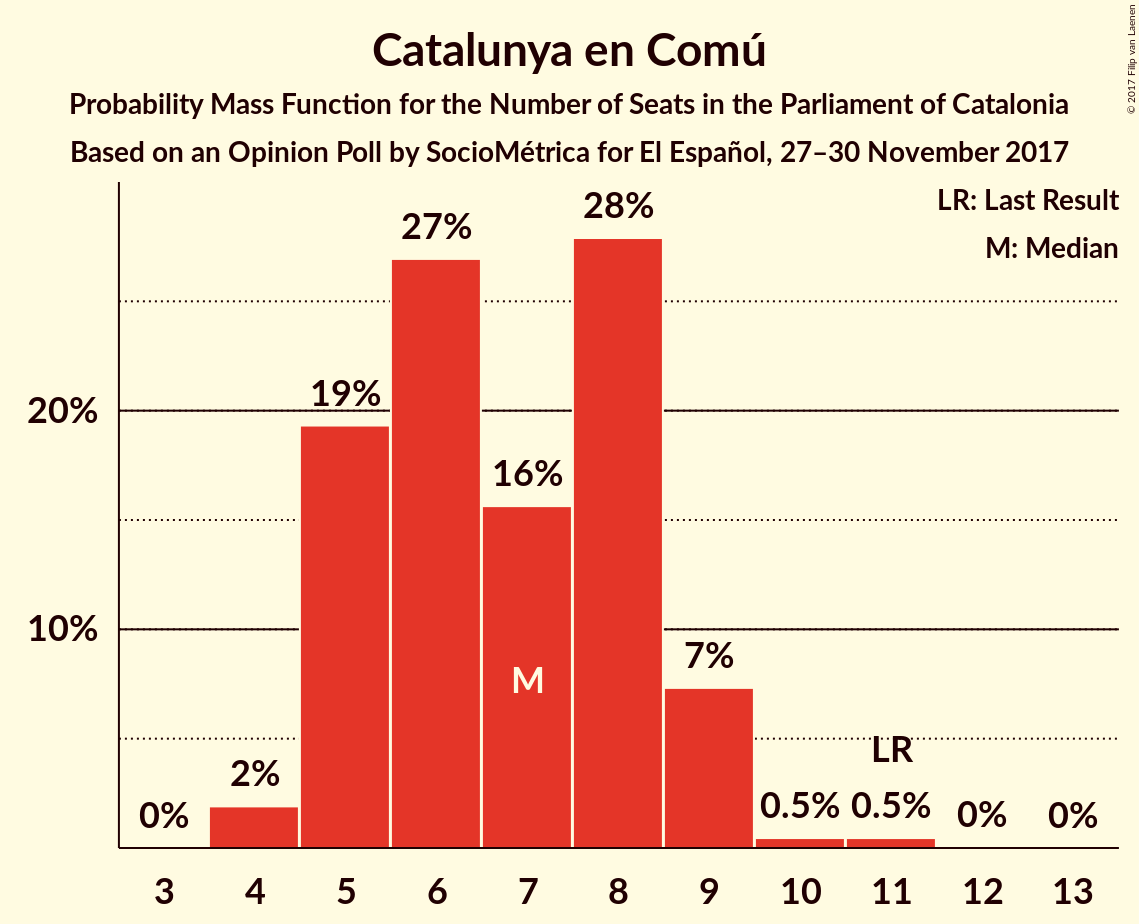 Catalunya en Comú
Probability Mass Function for the Number of Seats in the Parliament of Catalonia
Based on an Opinion Poll by SocioMétrica for El Español, 27–30 November 2017
© 2017 Filip van Laenen
LR: Last Result
M: Median
20%
10%
0%
2%
19%
27%
16%
28%
7%
0.5%
0.5%
0%
0%
M
LR
3 4 5 6 7 8 9 10 11 12 13